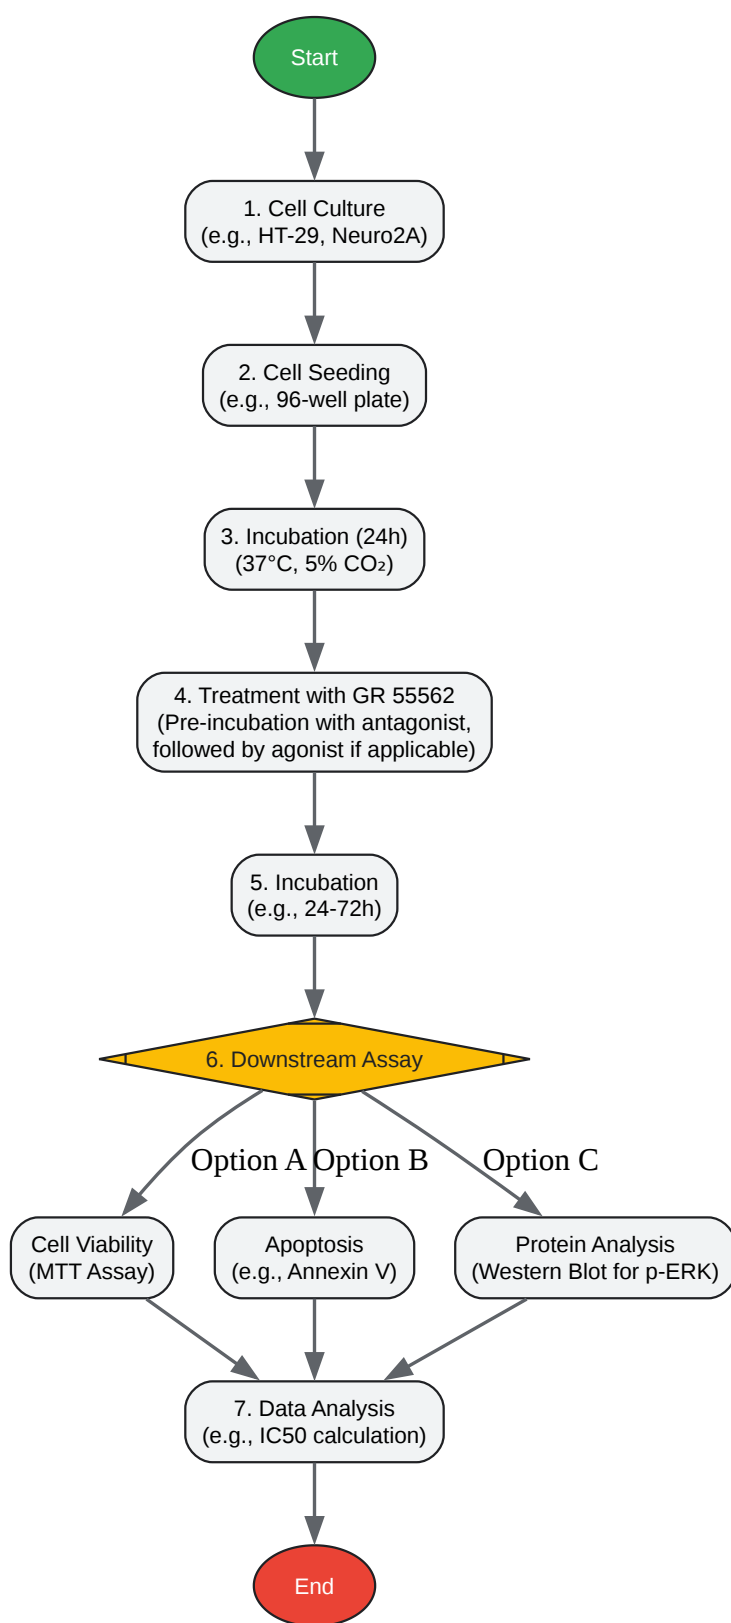 Start
1. Cell Culture
(e.g., HT-29, Neuro2A)
2. Cell Seeding
(e.g., 96-well plate)
3. Incubation (24h)
(37°C, 5% CO₂)
4. Treatment with GR 55562
(Pre-incubation with antagonist,
followed by agonist if applicable)
5. Incubation
(e.g., 24-72h)
6. Downstream Assay
Option A
Option B
Option C
Cell Viability
(MTT Assay)
Apoptosis
(e.g., Annexin V)
Protein Analysis
(Western Blot for p-ERK)
7. Data Analysis
(e.g., IC50 calculation)
End